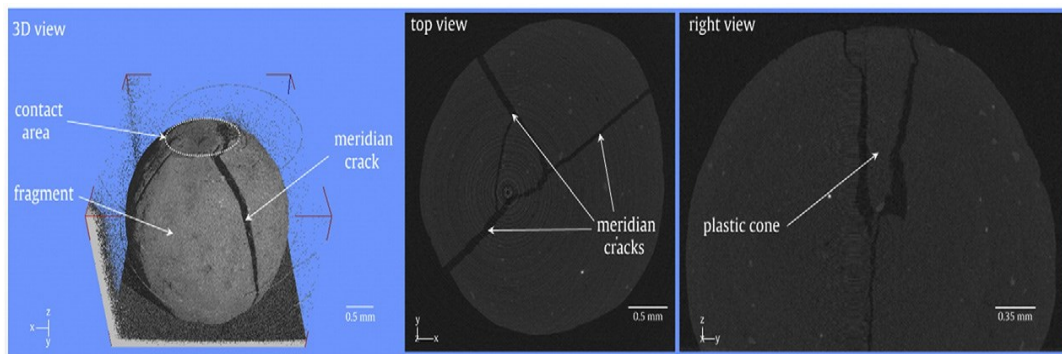 3D view
contact
area
fragment
meridian
crack
0.5 mm
z
x
y
top view
meridian
cracks
0.5 mm
y
z
x
right view
plastic cone
0.35 mm
z
x
y